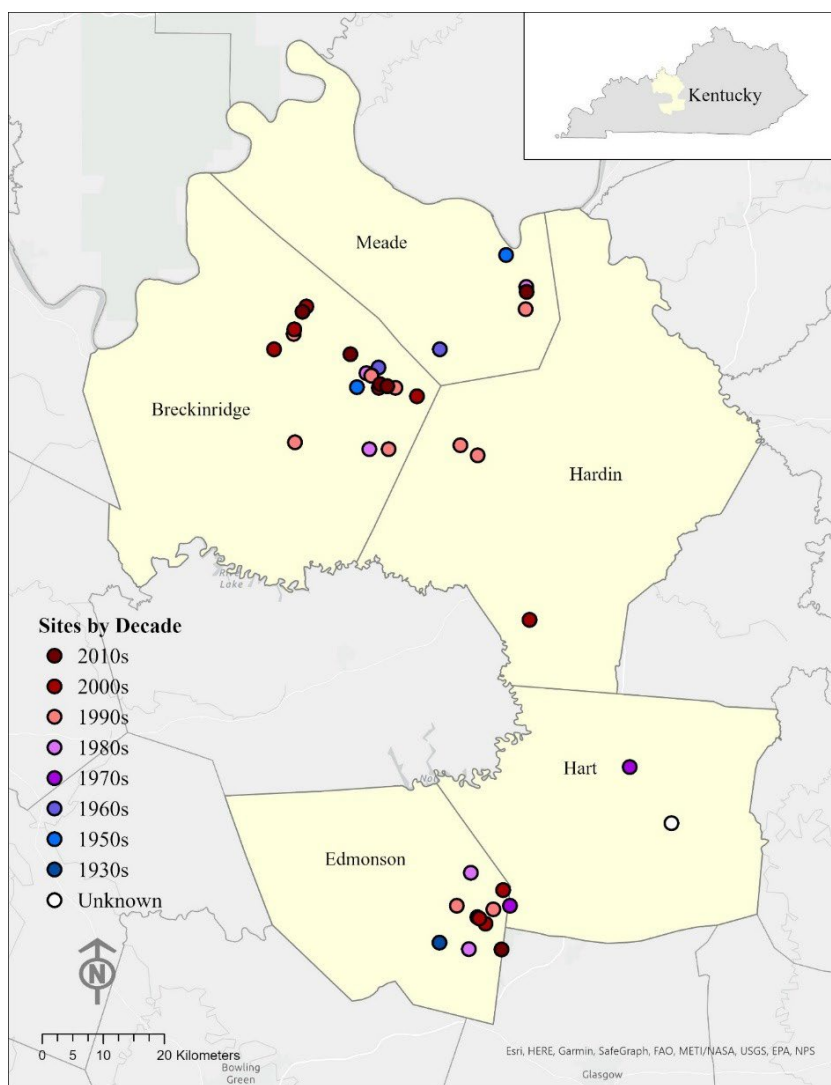 Kentucky
Meade
Breckinridge
Hardin
Lake
Sites by Decade
2010s
2000s
1990s
1980s
1970s
1960s
1950s
1930s
Unknown
Hart
Edmonson
N
0 5 10 20 Kilometers
Bowling
Green
Esri, HERE, Garmin, SafeGraph, FAO, METI/NASA, USGS, EPA, NPS
Glasgow